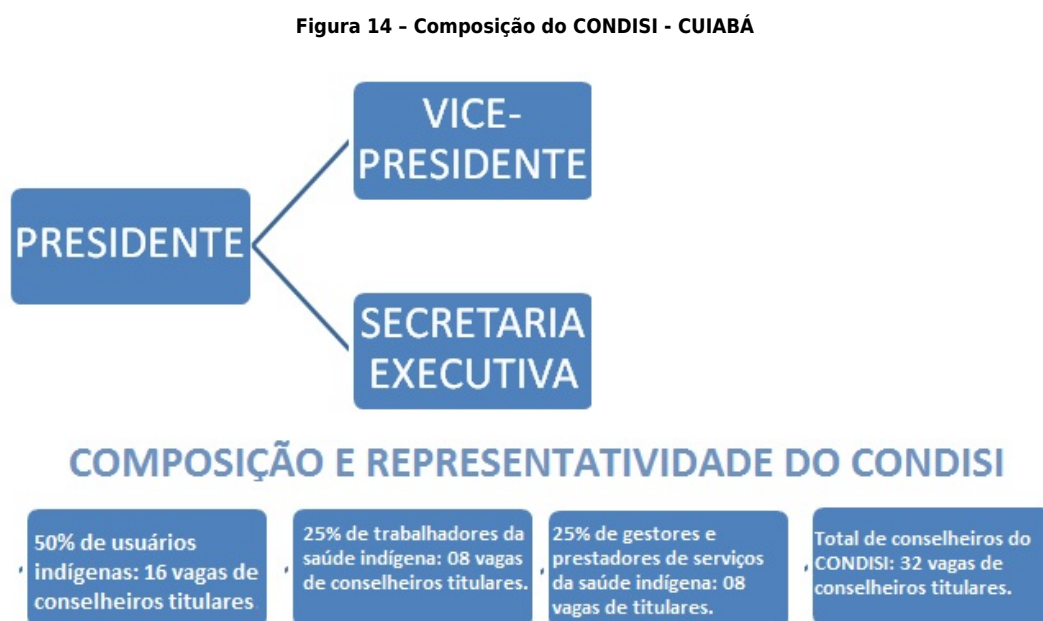 Figura 14 – Composição do CONDISI - CUIABÁ
VICE-
PRESIDENTE
PRESIDENTE
SECRETARIA
EXECUTIVA
COMPOSIÇÃO E REPRESENTATIVIDADE DO CONDISI
50% de usuários
indígenas: 16 vagas de
conselheiros titulares
25% de trabalhadores da
saúde indígena: 08 vagas
de conselheiros titulares.
25% de gestores e
prestadores de serviços
da saúde indígena: 08
vagas de titulares.
Total de conselheiros do
CONDISI: 32 vagas de
conselheiros titulares.